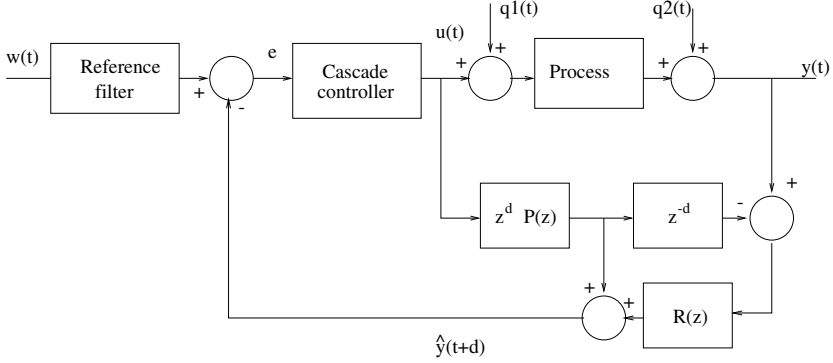 w(t)
Reference
filter
+
-
e
Cascade
controller
u(t)
q1(t)
+
+
Process
q2(t)
+
+
y(t)
z^d P(z)
z^-d
-
+
+
+
R(z)
ŷ(t+d)